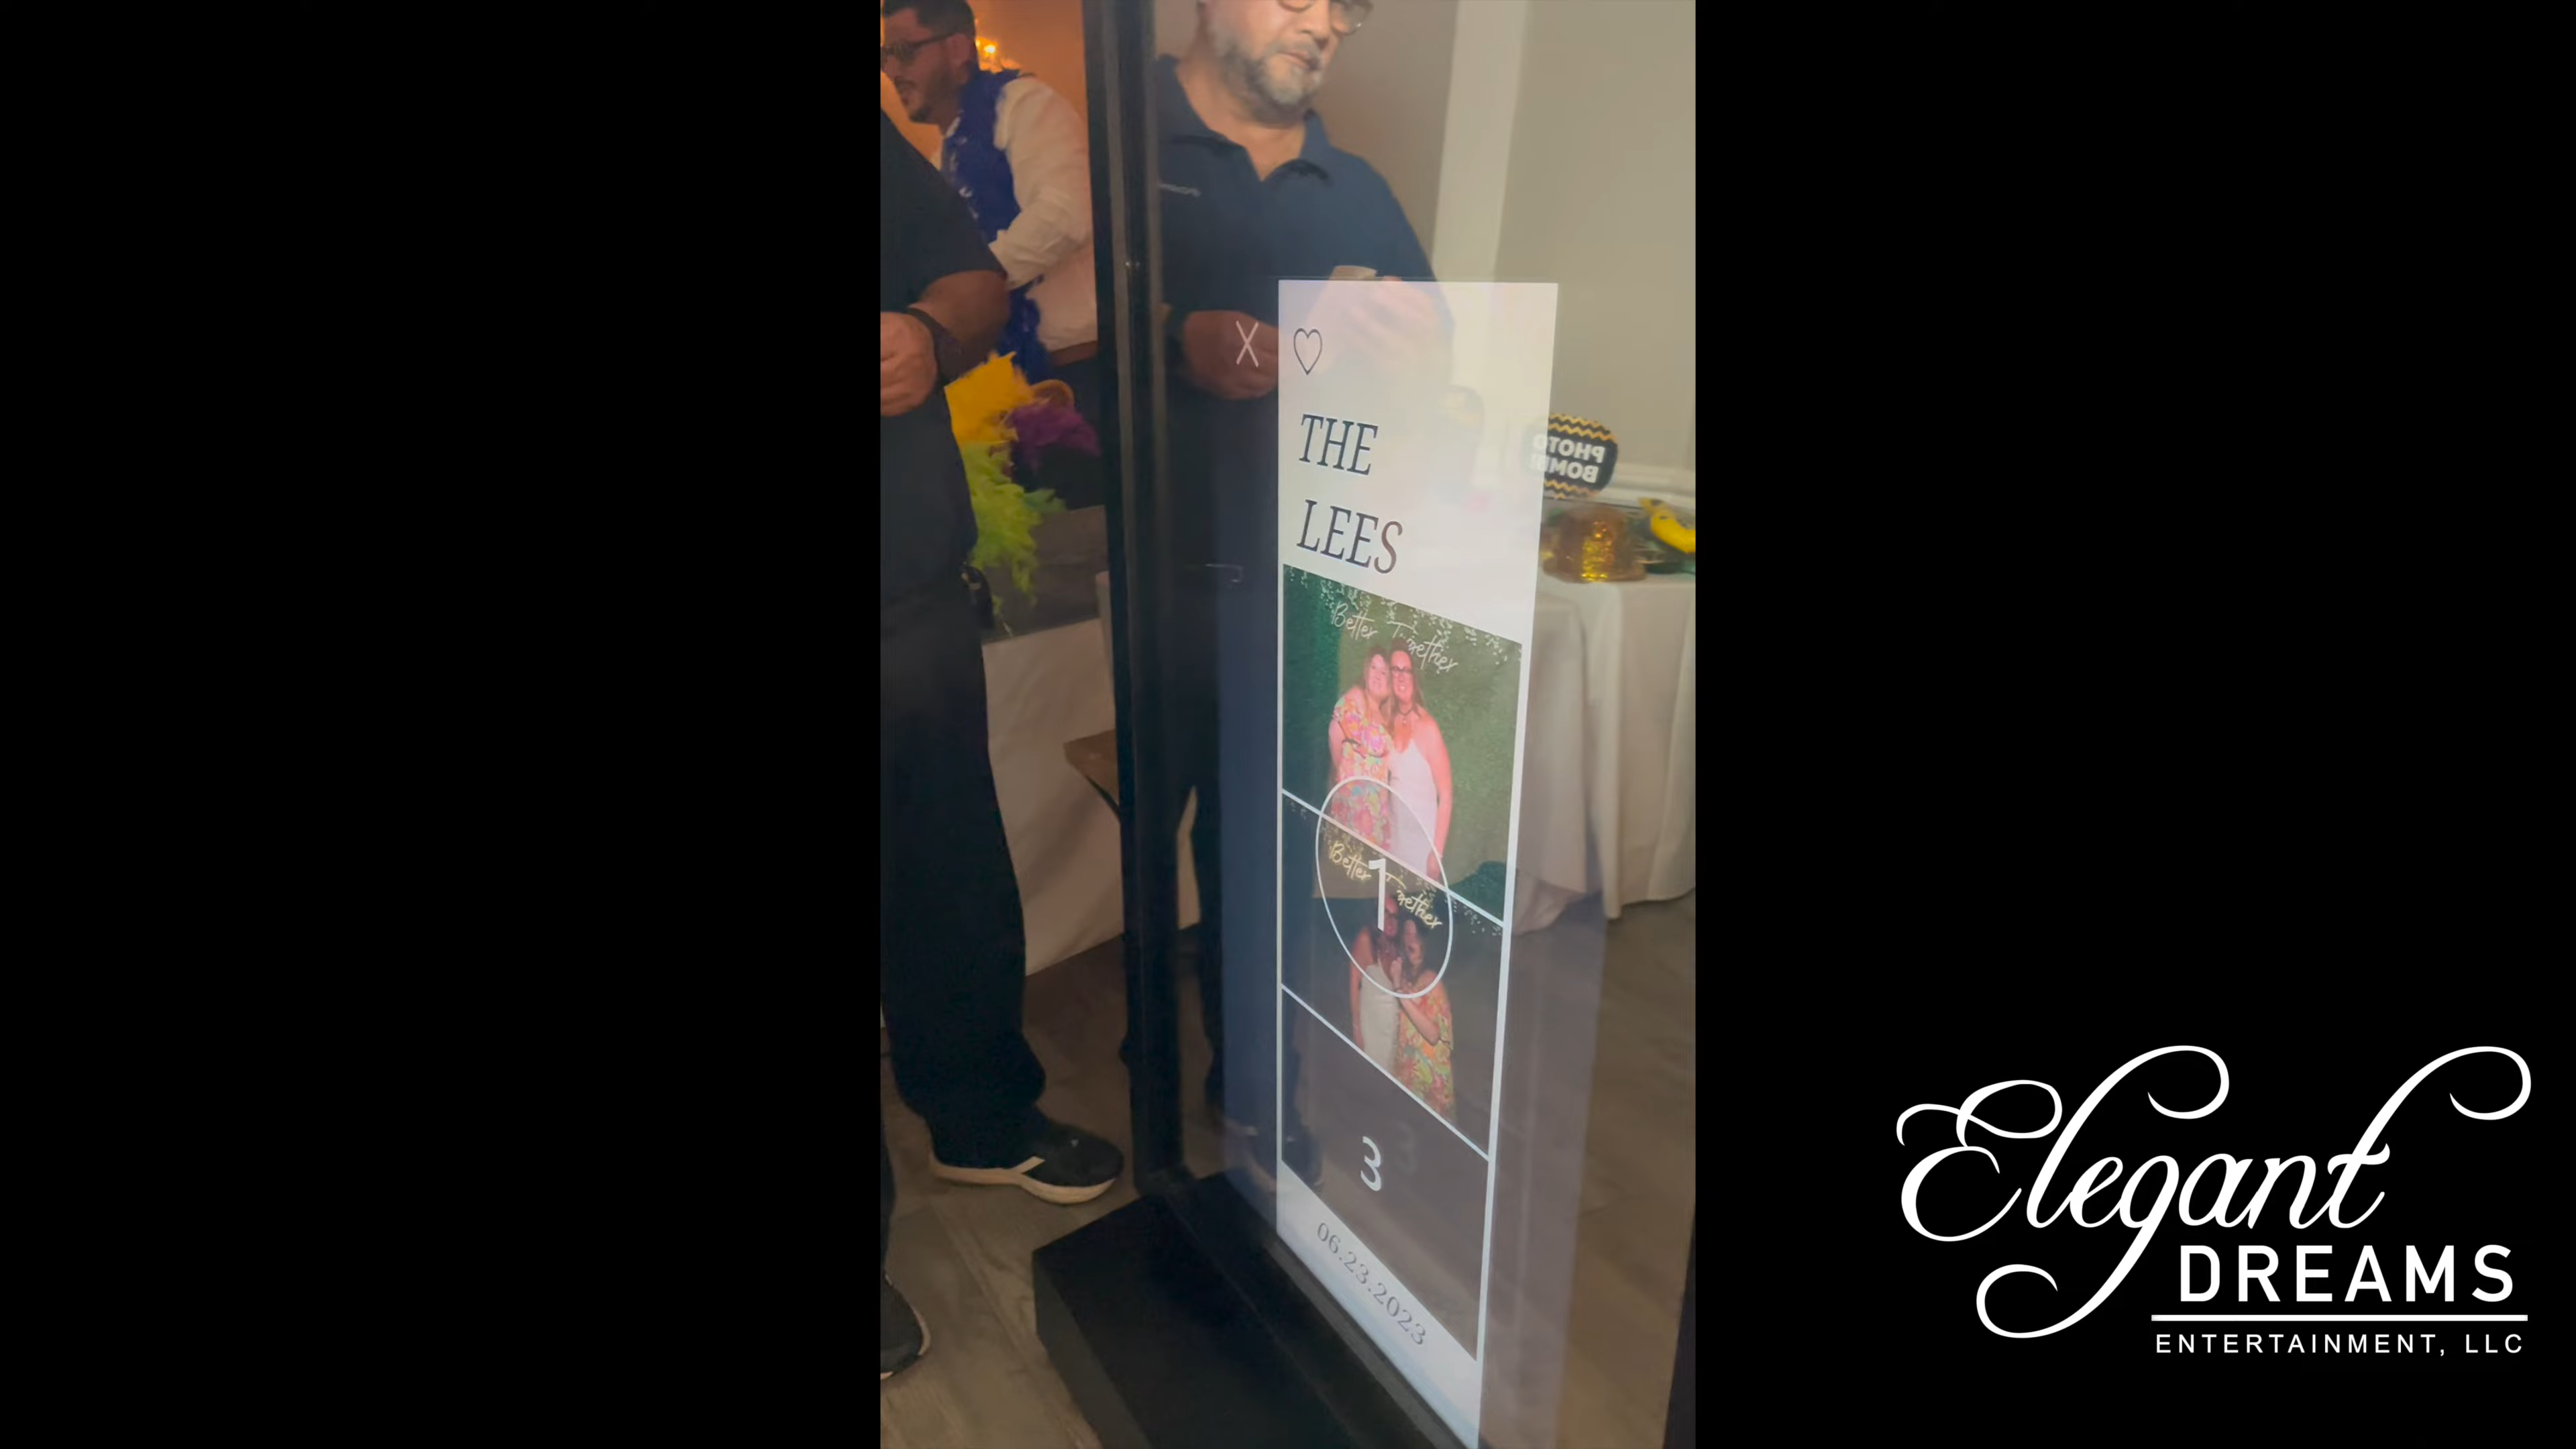 X
♡
THE
LEES
PHOTO
BOMB
Better Together
Better Together
1
3
06.23.2023
Elegant
DREAMS
ENTERTAINMENT, LLC